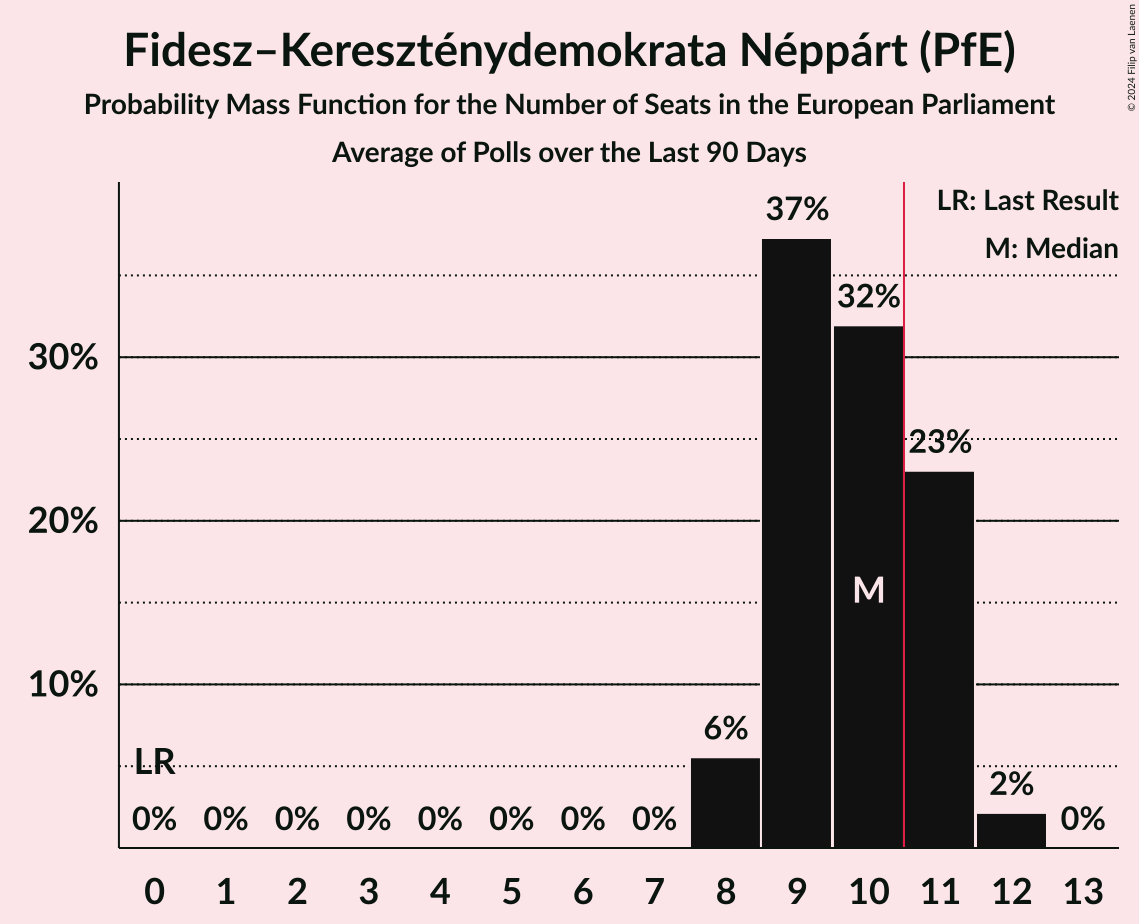 Fidesz–Kereszténydemokrata Néppárt (PfE)
Probability Mass Function for the Number of Seats in the European Parliament
Average of Polls over the Last 90 Days
© 2024 Filip van Laenen
LR: Last Result
M: Median
37%
32%
30%
23%
20%
M
10%
6%
LR
2%
0% 0% 0% 0% 0% 0% 0% 0% 0%
0 1 2 3 4 5 6 7 8 9 10 11 12 13